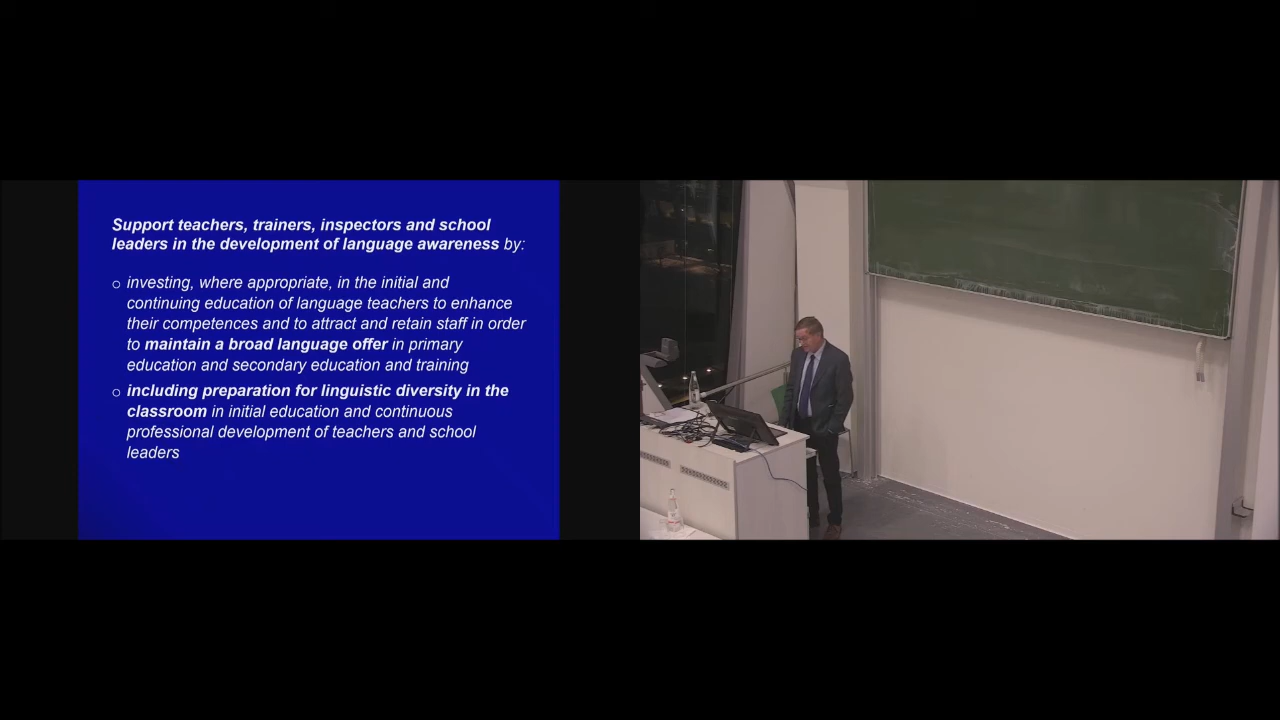 Support teachers, trainers, inspectors and school
leaders in the development of language awareness by:
investing, where appropriate, in the initial and
continuing education of language teachers to enhance
their competences and to attract and retain staff in order
to maintain a broad language offer in primary
education and secondary education and training
including preparation for linguistic diversity in the
classroom in initial education and continuous
professional development of teachers and school
leaders